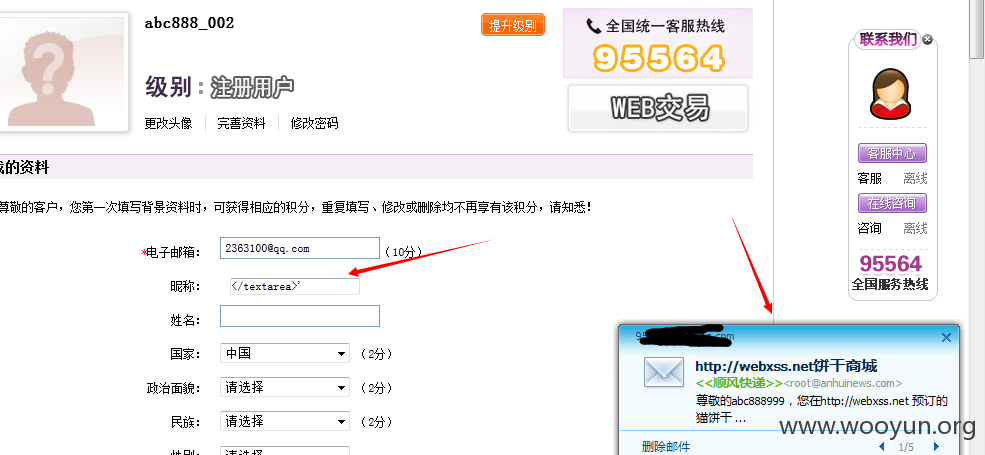 abc888_002
提升级别
级别：注册用户
更改头像 完善资料 修改密码
全国统一客服热线
95564
WEB交易
联系我们
客服中心
客服 离线
在线咨询
咨询 离线
95564
全国服务热线
的资料
尊敬的客户，您第一次填写背景资料时，可获得相应的积分，重复填写、修改或删除均不再享有该积分，请知悉！
*电子邮箱： 2363100@qq.com （10分）
昵称： </textarea>'
姓名：
国家： 中国 （2分）
政治面貌： 请选择 （2分）
民族： 请选择 （2分）
http://webxss.net饼干商城
<<顺风快递>><root@anhuinews.com>
尊敬的abc888999，您在http://webxss.net 预订的
猫饼干 ...
删除邮件 1/5
www.wooyun.org